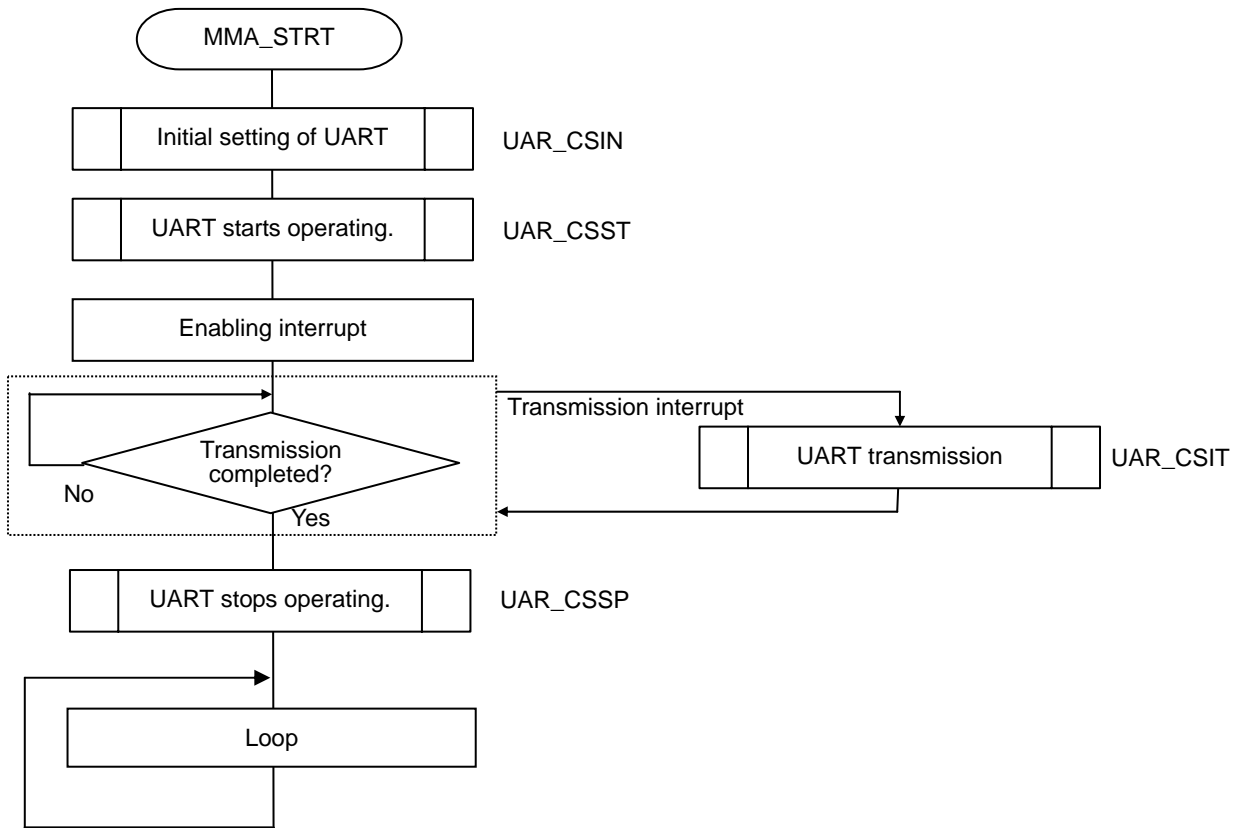 MMA_STRT
Initial setting of UART
UAR_CSIN
UART starts operating.
UAR_CSST
Enabling interrupt
Transmission interrupt
Transmission
completed?
UART transmission
UAR_CSIT
No
Yes
UART stops operating.
UAR_CSSP
Loop